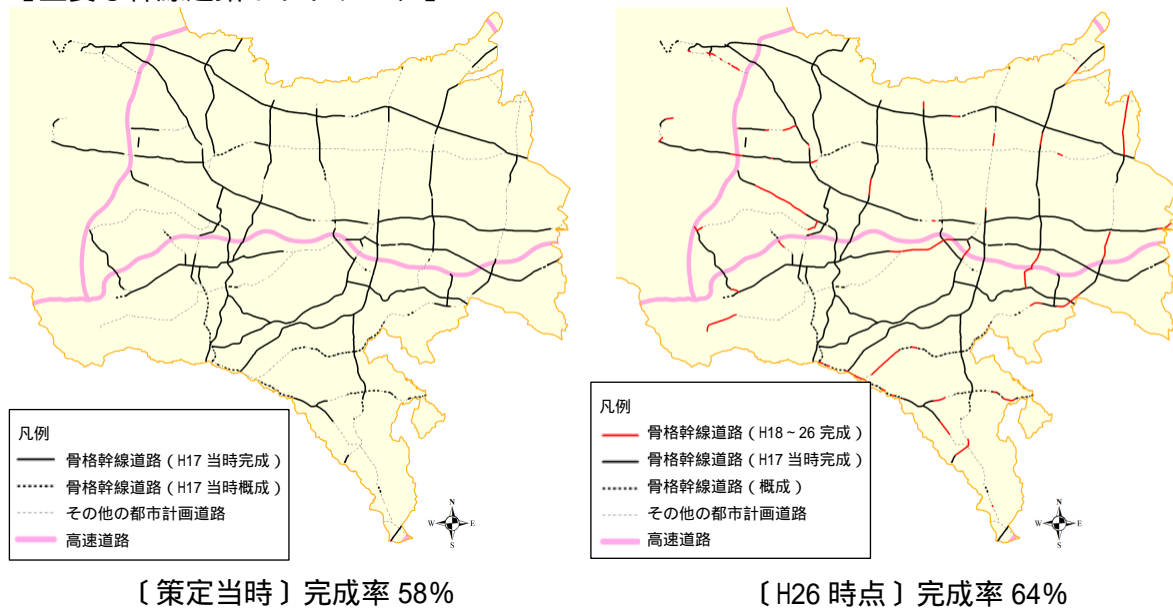 凡例
骨格幹線道路(H17 当時完成)
骨格幹線道路(H17 当時概成)
その他の都市計画道路
高速道路
N
W
E
S
〔策定当時〕完成率 58%
凡例
骨格幹線道路(H18~26 完成)
骨格幹線道路(H17 当時完成)
骨格幹線道路(概成)
その他の都市計画道路
高速道路
N
W
E
S
〔H26 時点〕完成率 64%